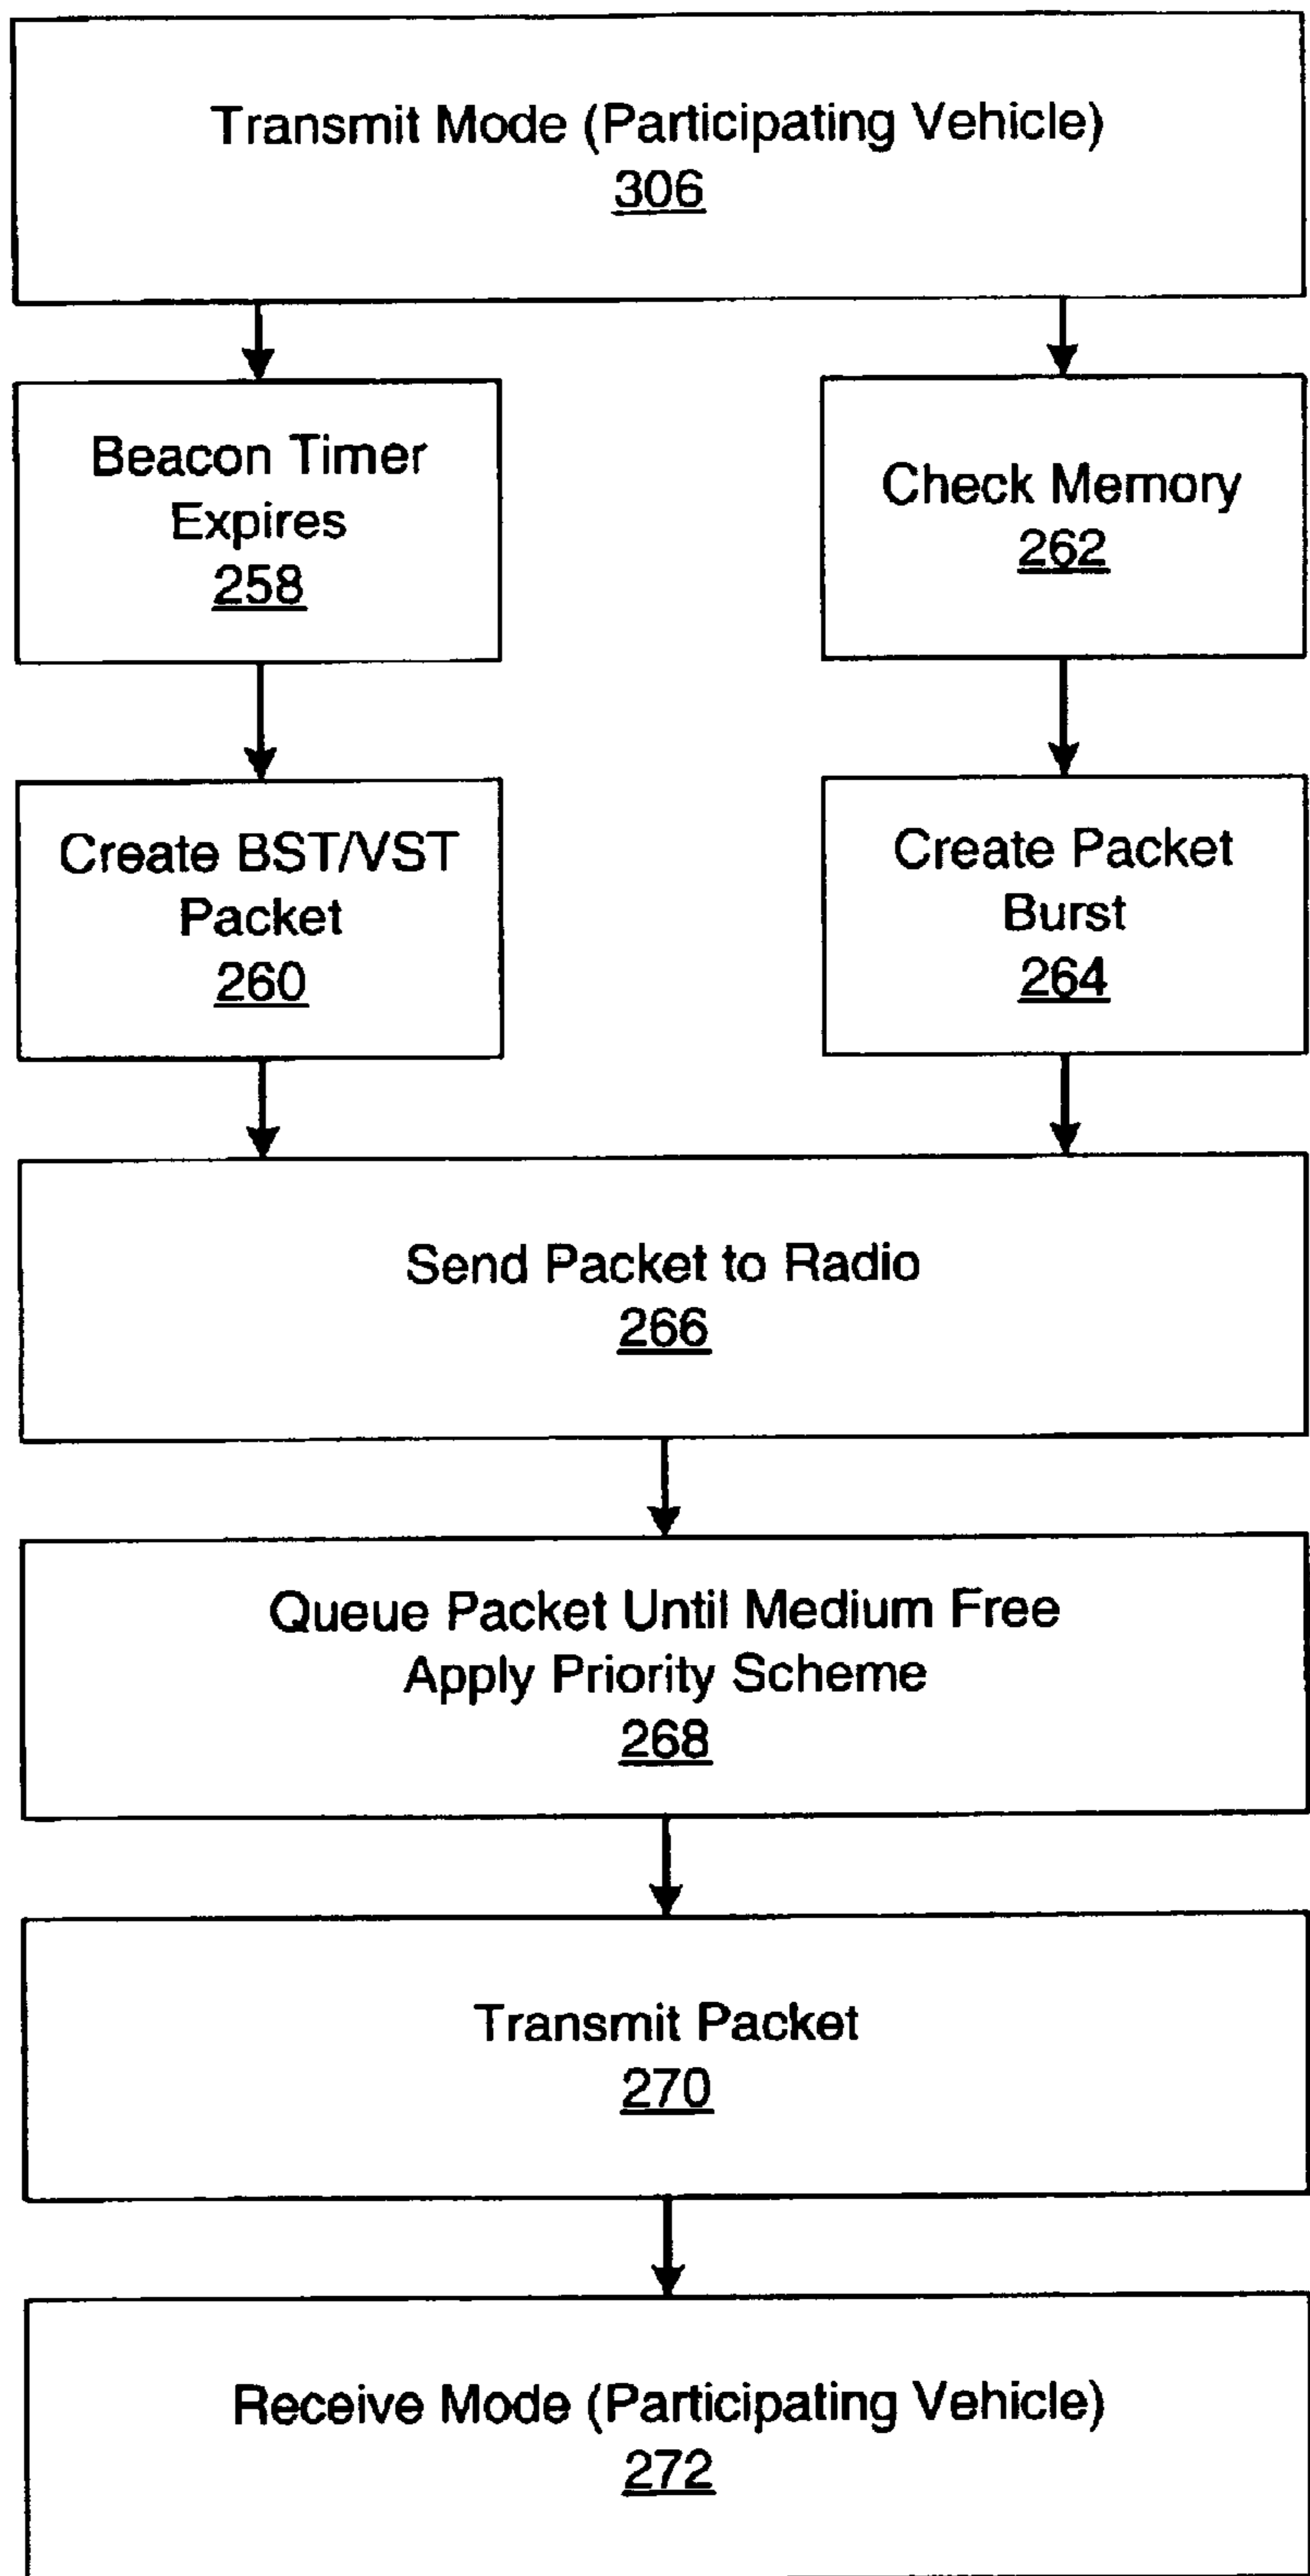 Transmit Mode (Participating Vehicle)
306
Beacon Timer
Expires
258
Check Memory
262
Create BST/VST
Packet
260
Create Packet
Burst
264
Send Packet to Radio
266
Queue Packet Until Medium Free
Apply Priority Scheme
268
Transmit Packet
270
Receive Mode (Participating Vehicle)
272